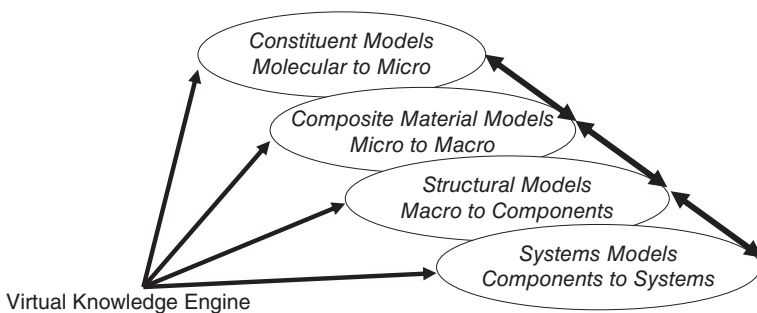 Constituent Models
Molecular to Micro
Composite Material Models
Micro to Macro
Structural Models
Macro to Components
Systems Models
Components to Systems
Virtual Knowledge Engine